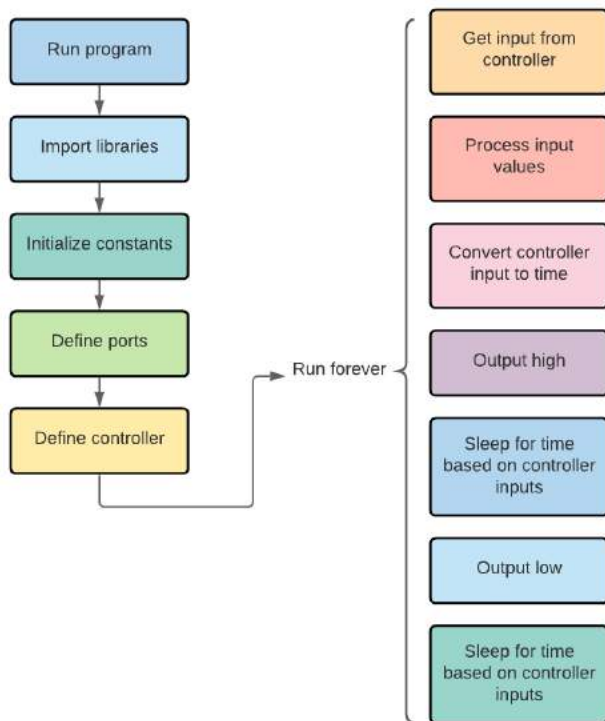 Run program
Import libraries
Initialize constants
Define ports
Define controller
Run forever
Get input from
controller
Process input
values
Convert controller
input to time
Output high
Sleep for time
based on controller
inputs
Output low
Sleep for time
based on controller
inputs